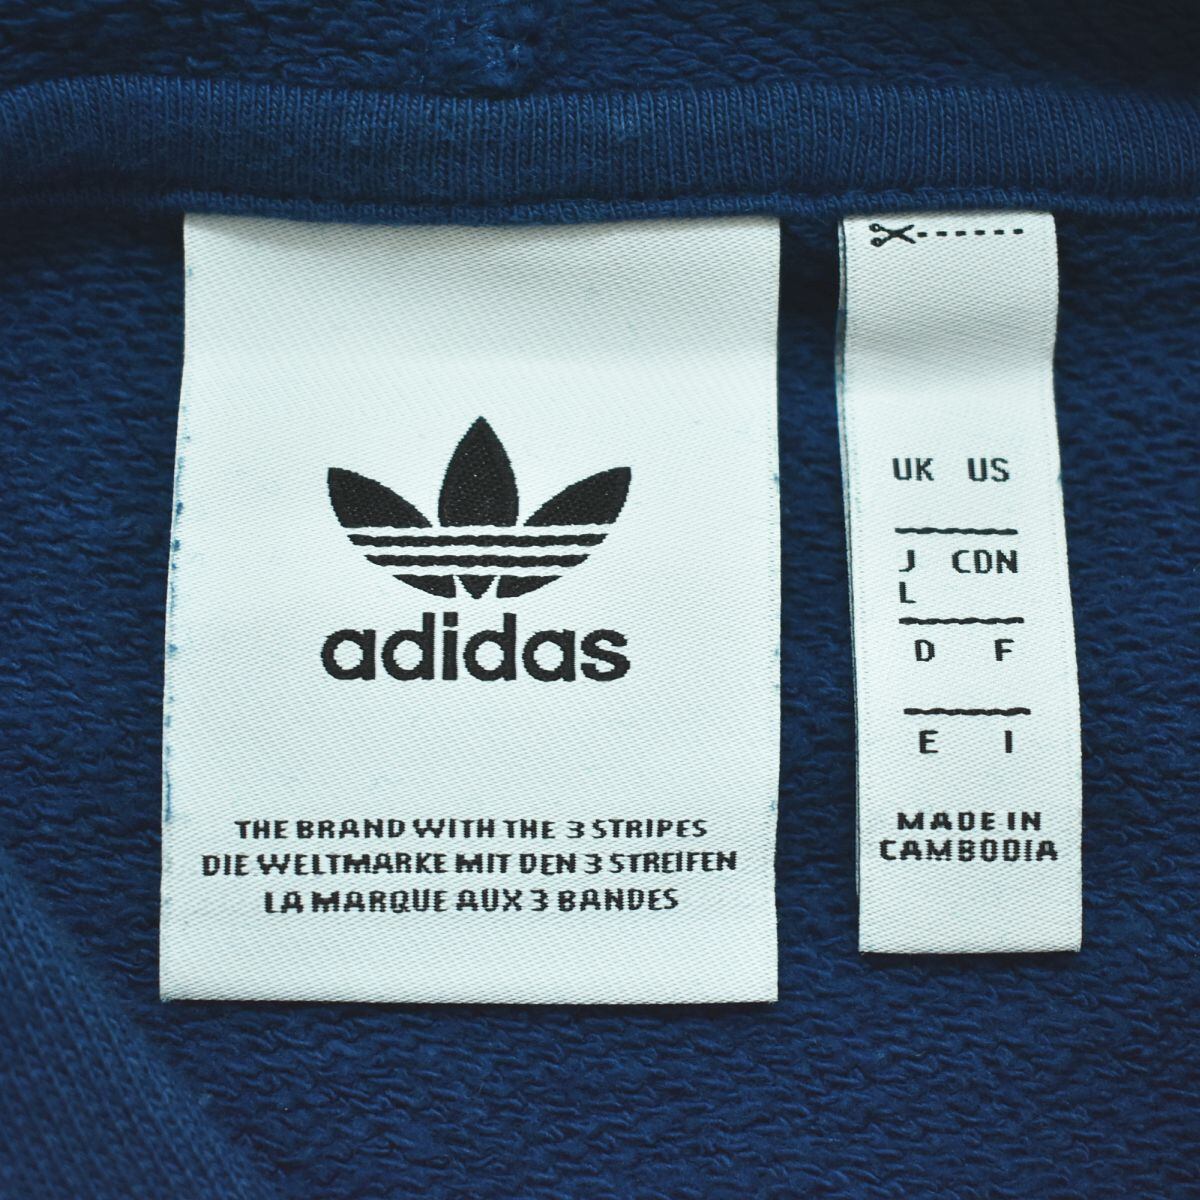 adidas
THE BRAND WITH THE 3 STRIPES
DIE WELTMARKE MIT DEN 3 STREIFEN
LA MARQUE AUX 3 BANDES
UK US
J CDN
L
D F
E I
MADE IN
CAMBODIA